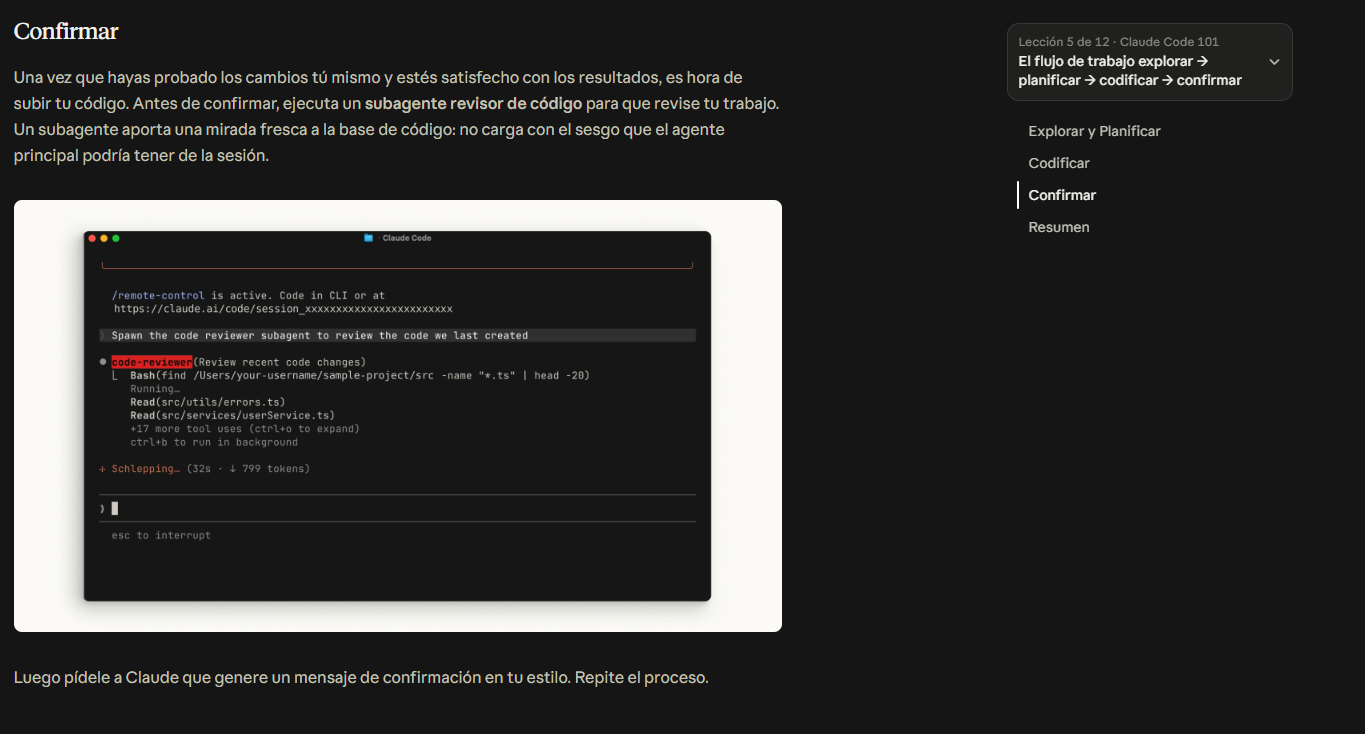 Confirmar
Una vez que hayas probado los cambios tú mismo y estés satisfecho con los resultados, es hora de
subir tu código. Antes de confirmar, ejecuta un subagente revisor de código para que revise tu trabajo.
Un subagente aporta una mirada fresca a la base de código: no carga con el sesgo que el agente
principal podría tener de la sesión.
Claude Code
/remote-control is active. Code in CLI or at
https://claude.ai/code/session_xxxxxxxxxxxxxxxxxxxxxxxx
❯ Spawn the code reviewer subagent to review the code we last created
● code-reviewer(Review recent code changes)
⎿ Bash(find /Users/your-username/sample-project/src -name "*.ts" | head -20)
Running…
Read(src/utils/errors.ts)
Read(src/services/userService.ts)
+17 more tool uses (ctrl+o to expand)
ctrl+b to run in background
✢ Schlepping… (32s · ↓ 799 tokens)
❯
esc to interrupt
Luego pídele a Claude que genere un mensaje de confirmación en tu estilo. Repite el proceso.
Lección 5 de 12 · Claude Code 101
El flujo de trabajo explorar →
planificar → codificar → confirmar
Explorar y Planificar
Codificar
Confirmar
Resumen